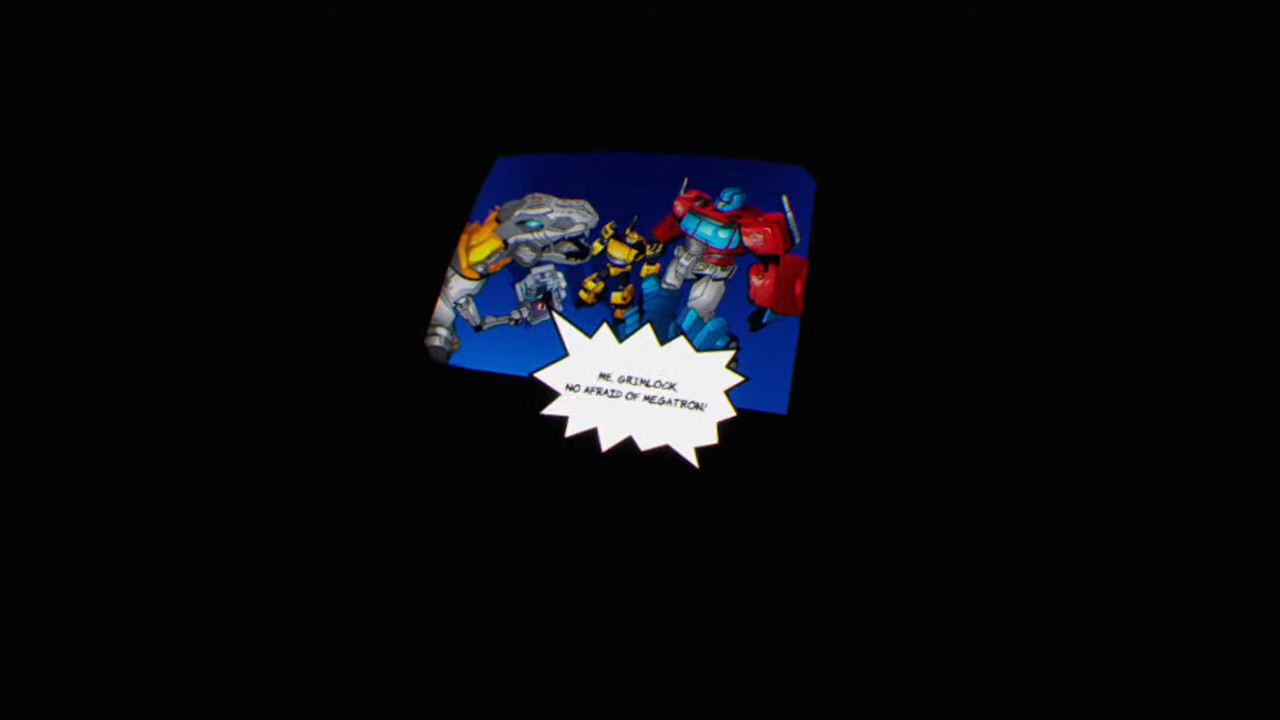 ME, GRIMLOCK,
NO AFRAID OF MEGATRON!